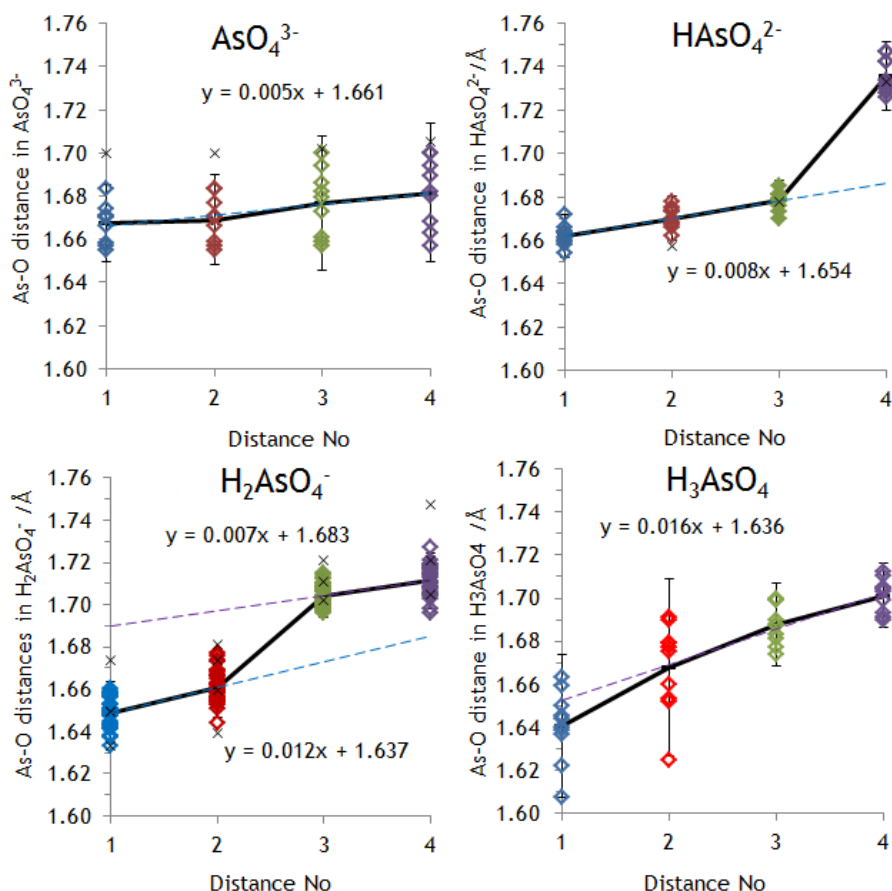 AsO₄³⁻
y = 0.005x + 1.661
As-O distance in AsO₄³⁻
1.76
1.74
1.72
1.70
1.68
1.66
1.64
1.62
1.60
1 2 3 4
Distance No
HAsO₄²⁻
y = 0.008x + 1.654
As-O distance in HAsO₄²⁻/Å
1.76
1.74
1.72
1.70
1.68
1.66
1.64
1.62
1.60
1 2 3 4
Distance No
H₂AsO₄⁻
y = 0.007x + 1.683
y = 0.012x + 1.637
As-O distances in H₂AsO₄⁻ /Å
1.76
1.74
1.72
1.70
1.68
1.66
1.64
1.62
1.60
1 2 3 4
Distance No
H₃AsO₄
y = 0.016x + 1.636
As-O distane in H3AsO4 /Å
1.76
1.74
1.72
1.70
1.68
1.66
1.64
1.62
1.60
1 2 3 4
Distance No